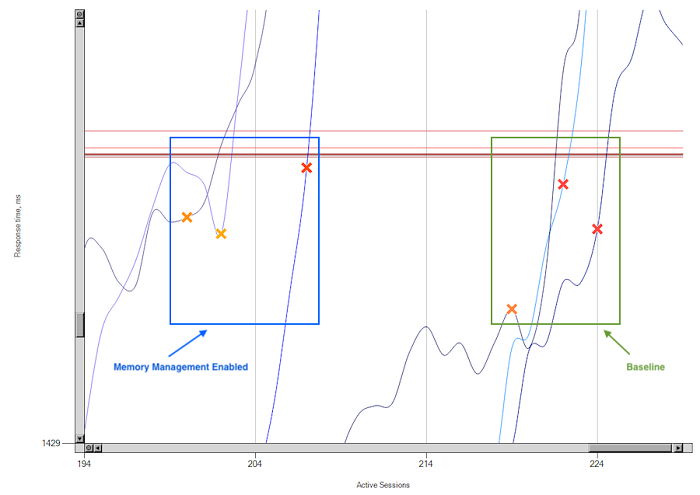 Response time, ms
Memory Management Enabled
Baseline
1429
194
204
214
224
Active Sessions